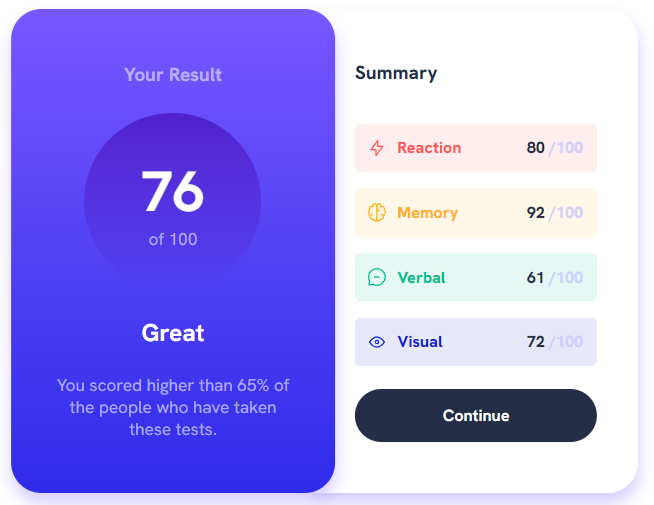 Your Result
76
of 100
Great
You scored higher than 65% of
the people who have taken
these tests.
Summary
Reaction 80 /100
Memory 92 /100
Verbal 61 /100
Visual 72 /100
Continue